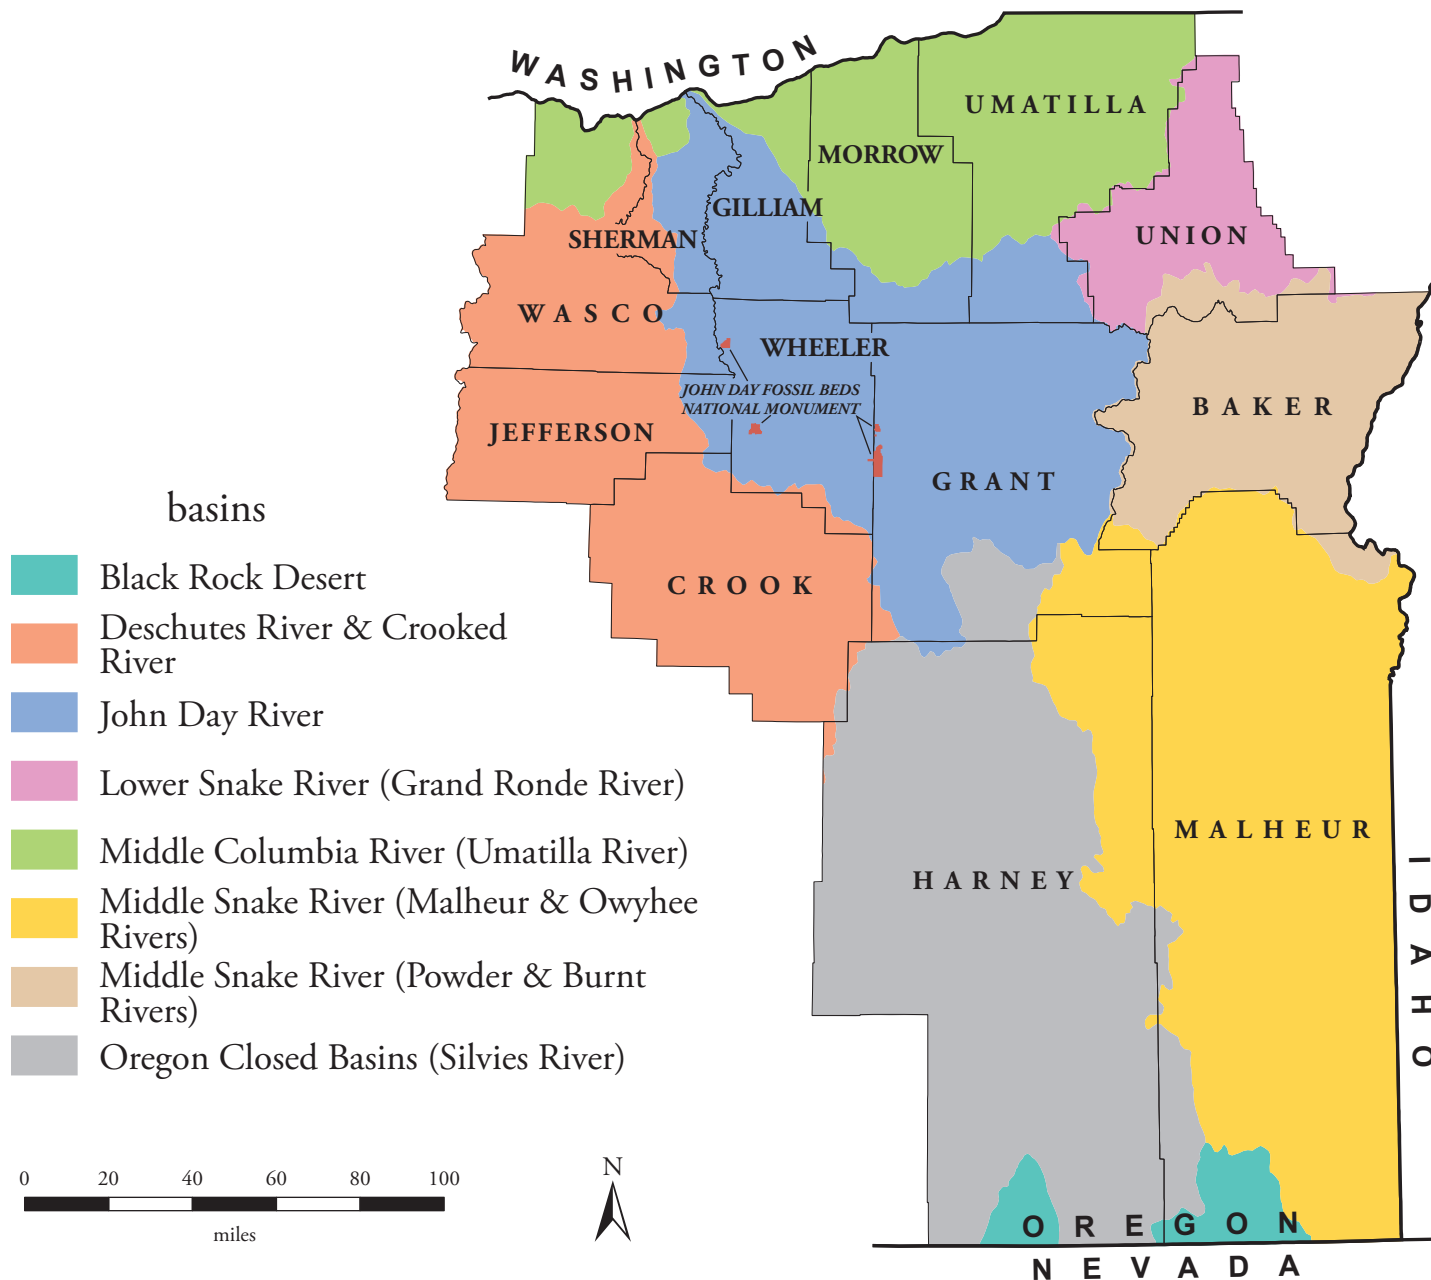 WASHINGTON
UMATILLA
MORROW
GILLIAM
UNION
SHERMAN
WASCO
WHEELER
JOHN DAY FOSSIL BEDS
NATIONAL MONUMENT
BAKER
JEFFERSON
GRANT
CROOK
MALHEUR
HARNEY
IDAHO
OREGON
NEVADA
basins
Black Rock Desert
Deschutes River & Crooked
River
John Day River
Lower Snake River (Grand Ronde River)
Middle Columbia River (Umatilla River)
Middle Snake River (Malheur & Owyhee
Rivers)
Middle Snake River (Powder & Burnt
Rivers)
Oregon Closed Basins (Silvies River)
0 20 40 60 80 100
miles
N